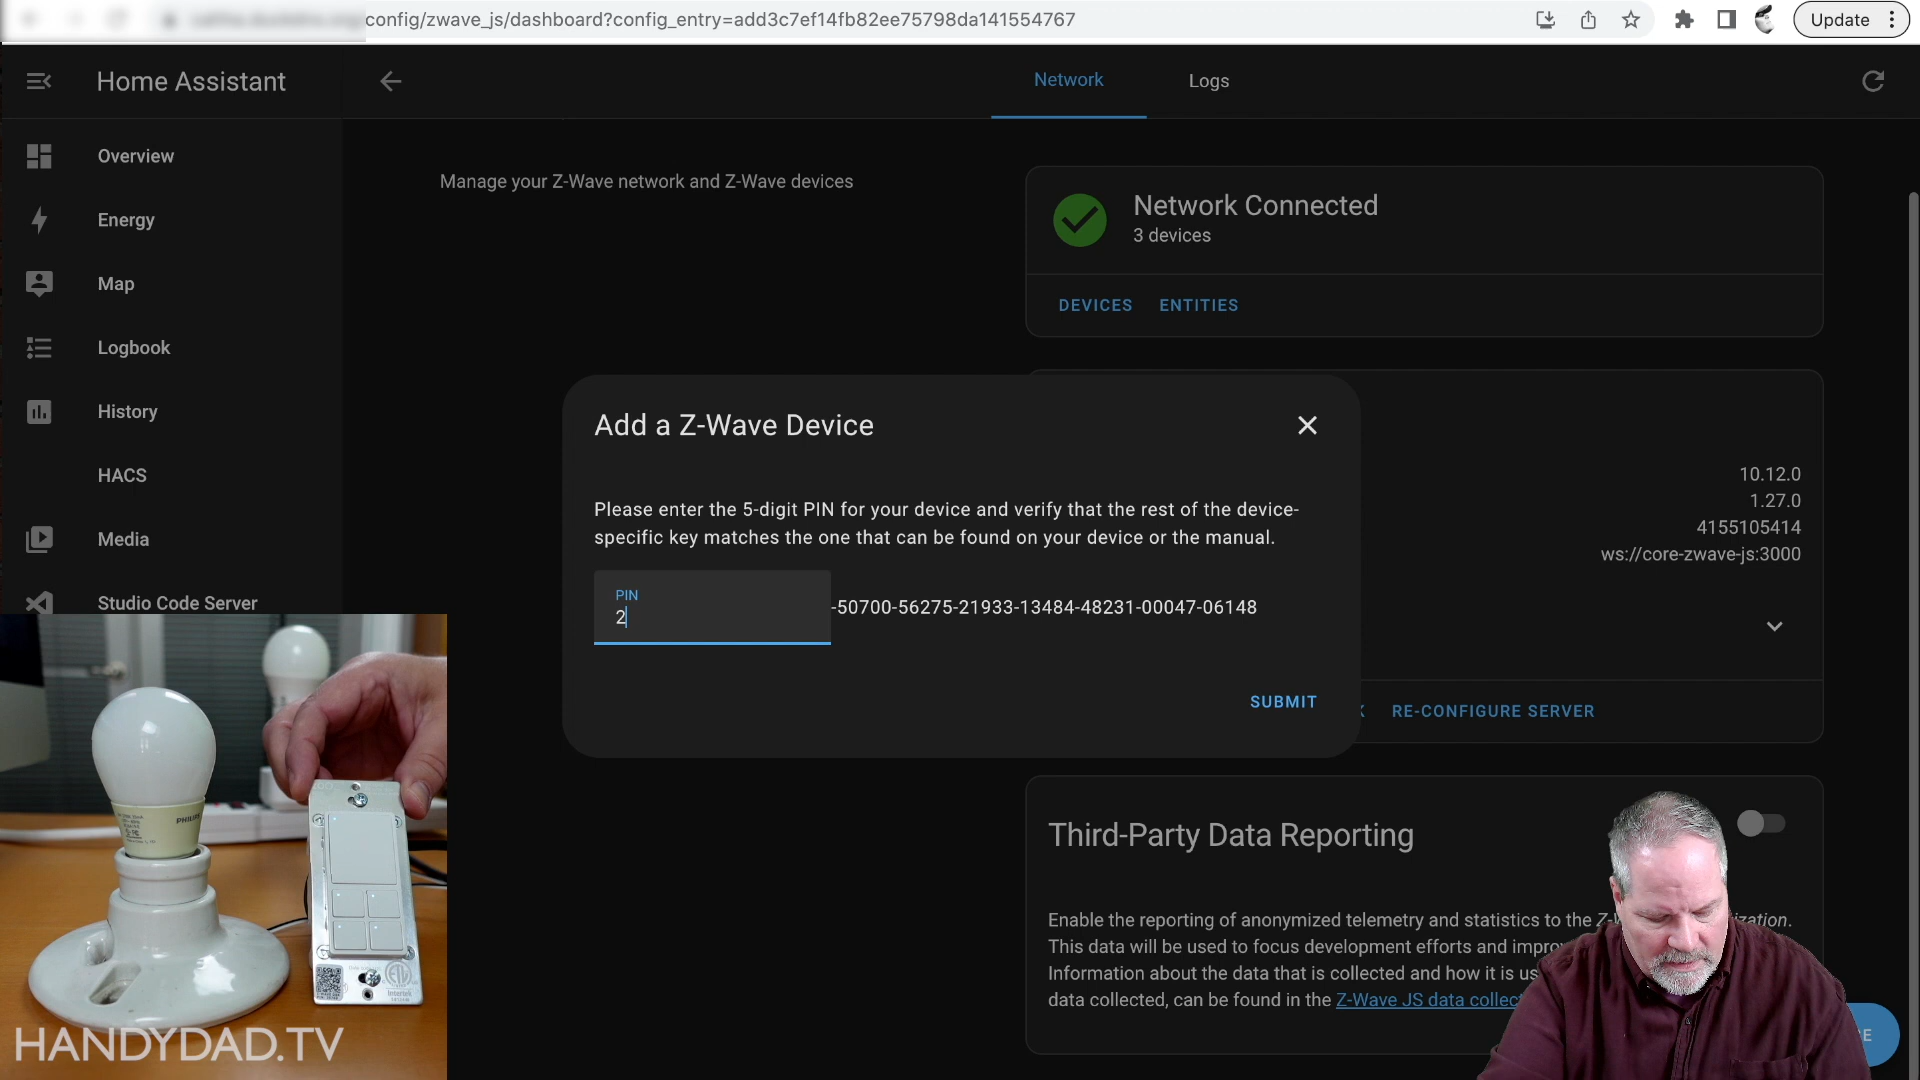 config/zwave_js/dashboard?config_entry=add3c7ef14fb82ee75798da141554767
Update
Home Assistant
Network
Logs
Overview
Energy
Map
Logbook
History
HACS
Media
Studio Code Server
Manage your Z-Wave network and Z-Wave devices
Network Connected
3 devices
DEVICES
ENTITIES
Add a Z-Wave Device
Please enter the 5-digit PIN for your device and verify that the rest of the device-
specific key matches the one that can be found on your device or the manual.
PIN
2
-50700-56275-21933-13484-48231-00047-06148
SUBMIT
10.12.0
1.27.0
4155105414
ws://core-zwave-js:3000
RE-CONFIGURE SERVER
Third-Party Data Reporting
Enable the reporting of anonymized telemetry and statistics to the
This data will be used to focus development efforts and
Information about the data that is collected and how it is
data collected, can be found in the Z-Wave JS data
PHILIPS
Intertek
HANDYDAD.TV